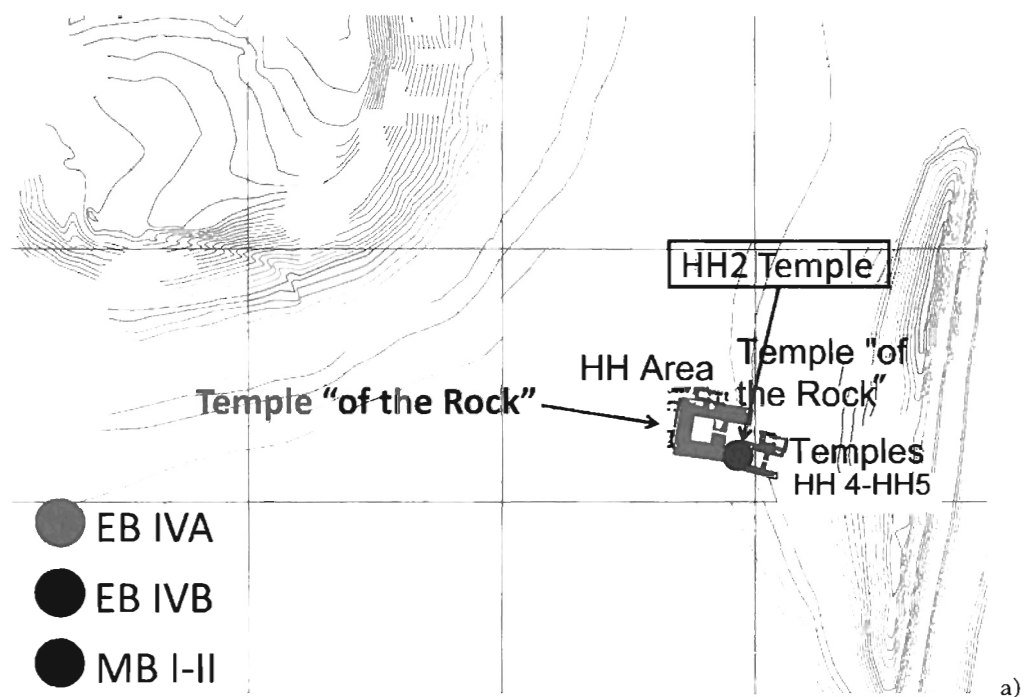 HH2 Temple
HH Area
Temple "of
the Rock"
Temple “of the Rock”
Temples
HH 4-HH5
EB IVA
EB IVB
MB I-II
a)